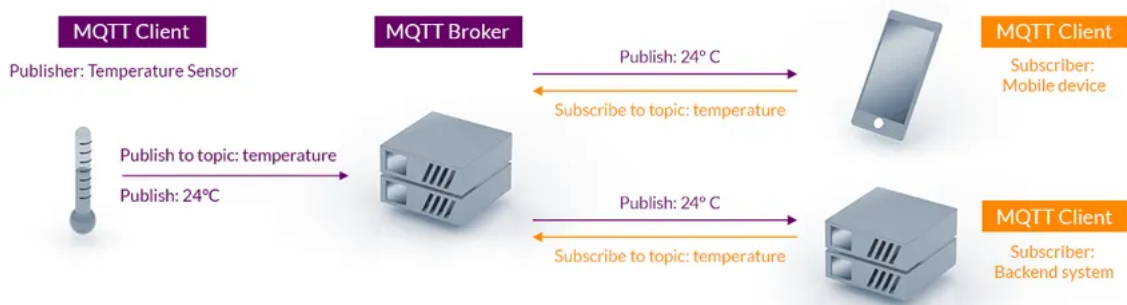 MQTT Client
Publisher: Temperature Sensor
Publish to topic: temperature
Publish: 24°C
MQTT Broker
Publish: 24° C
Subscribe to topic: temperature
MQTT Client
Subscriber:
Mobile device
Publish: 24° C
Subscribe to topic: temperature
MQTT Client
Subscriber:
Backend system